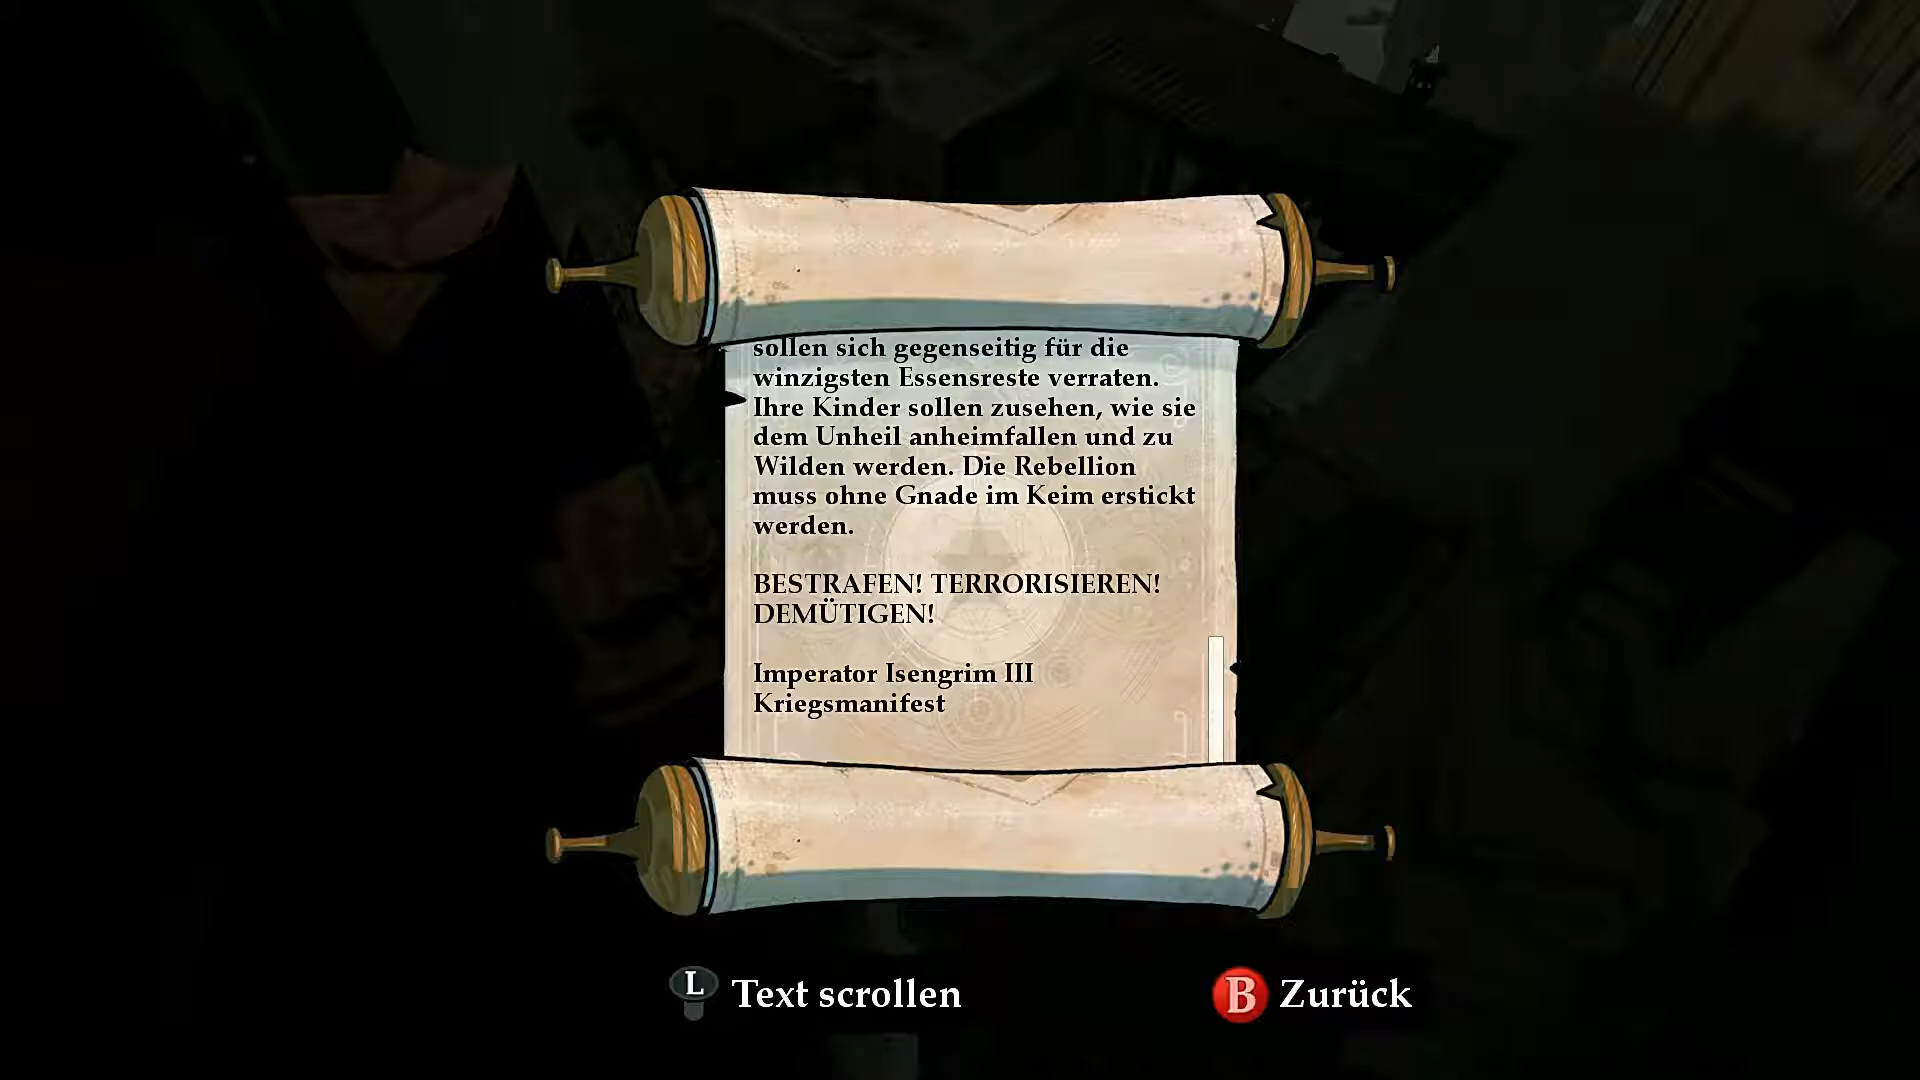 sollen sich gegenseitig für die
winzigsten Essensreste verraten.
Ihre Kinder sollen zusehen, wie sie
dem Unheil anheimfallen und zu
Wilden werden. Die Rebellion
muss ohne Gnade im Keim erstickt
werden.
BESTRAFEN! TERRORISIEREN!
DEMÜTIGEN!
Imperator Isengrim III
Kriegsmanifest
L Text scrollen
B Zurück